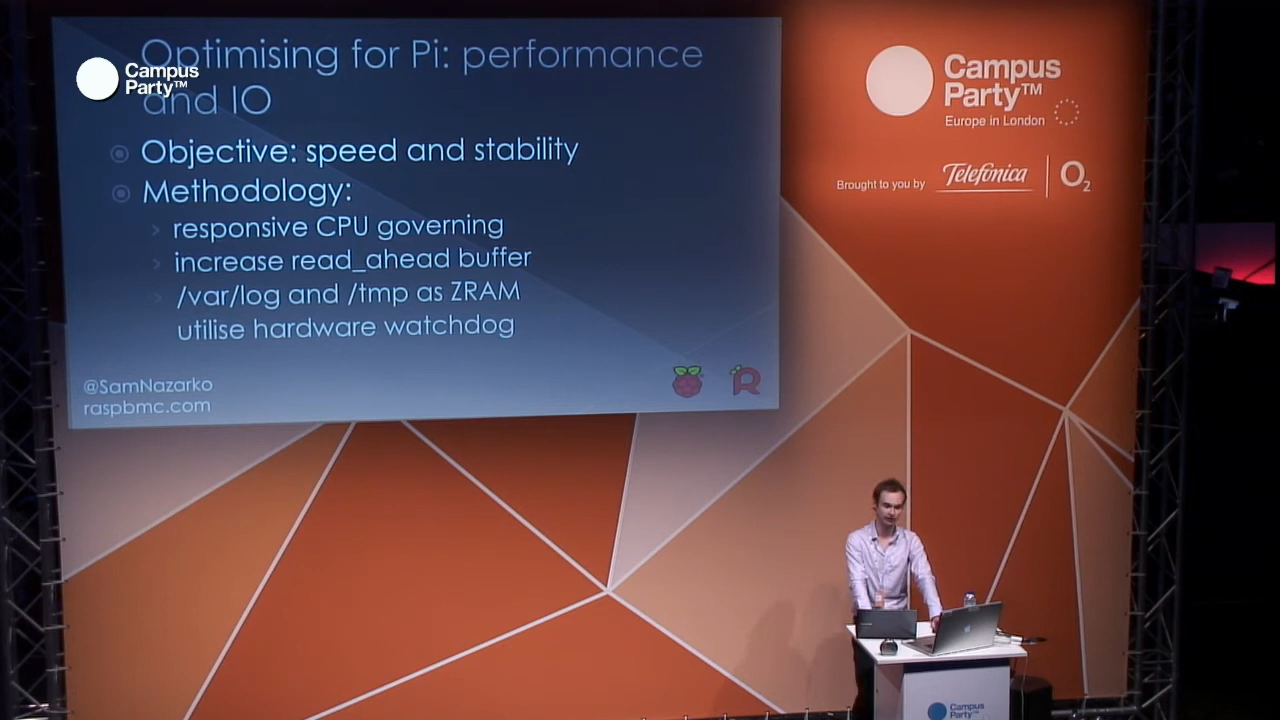 Optimising for Pi: performance
and IO
Campus
Party™
Objective: speed and stability
Methodology:
responsive CPU governing
increase read_ahead buffer
/var/log and /tmp as ZRAM
utilise hardware watchdog
@SamNazarko
raspbmc.com
Campus
Party™
Europe in London
Brought to you by Telefónica O2
Campus
Party™